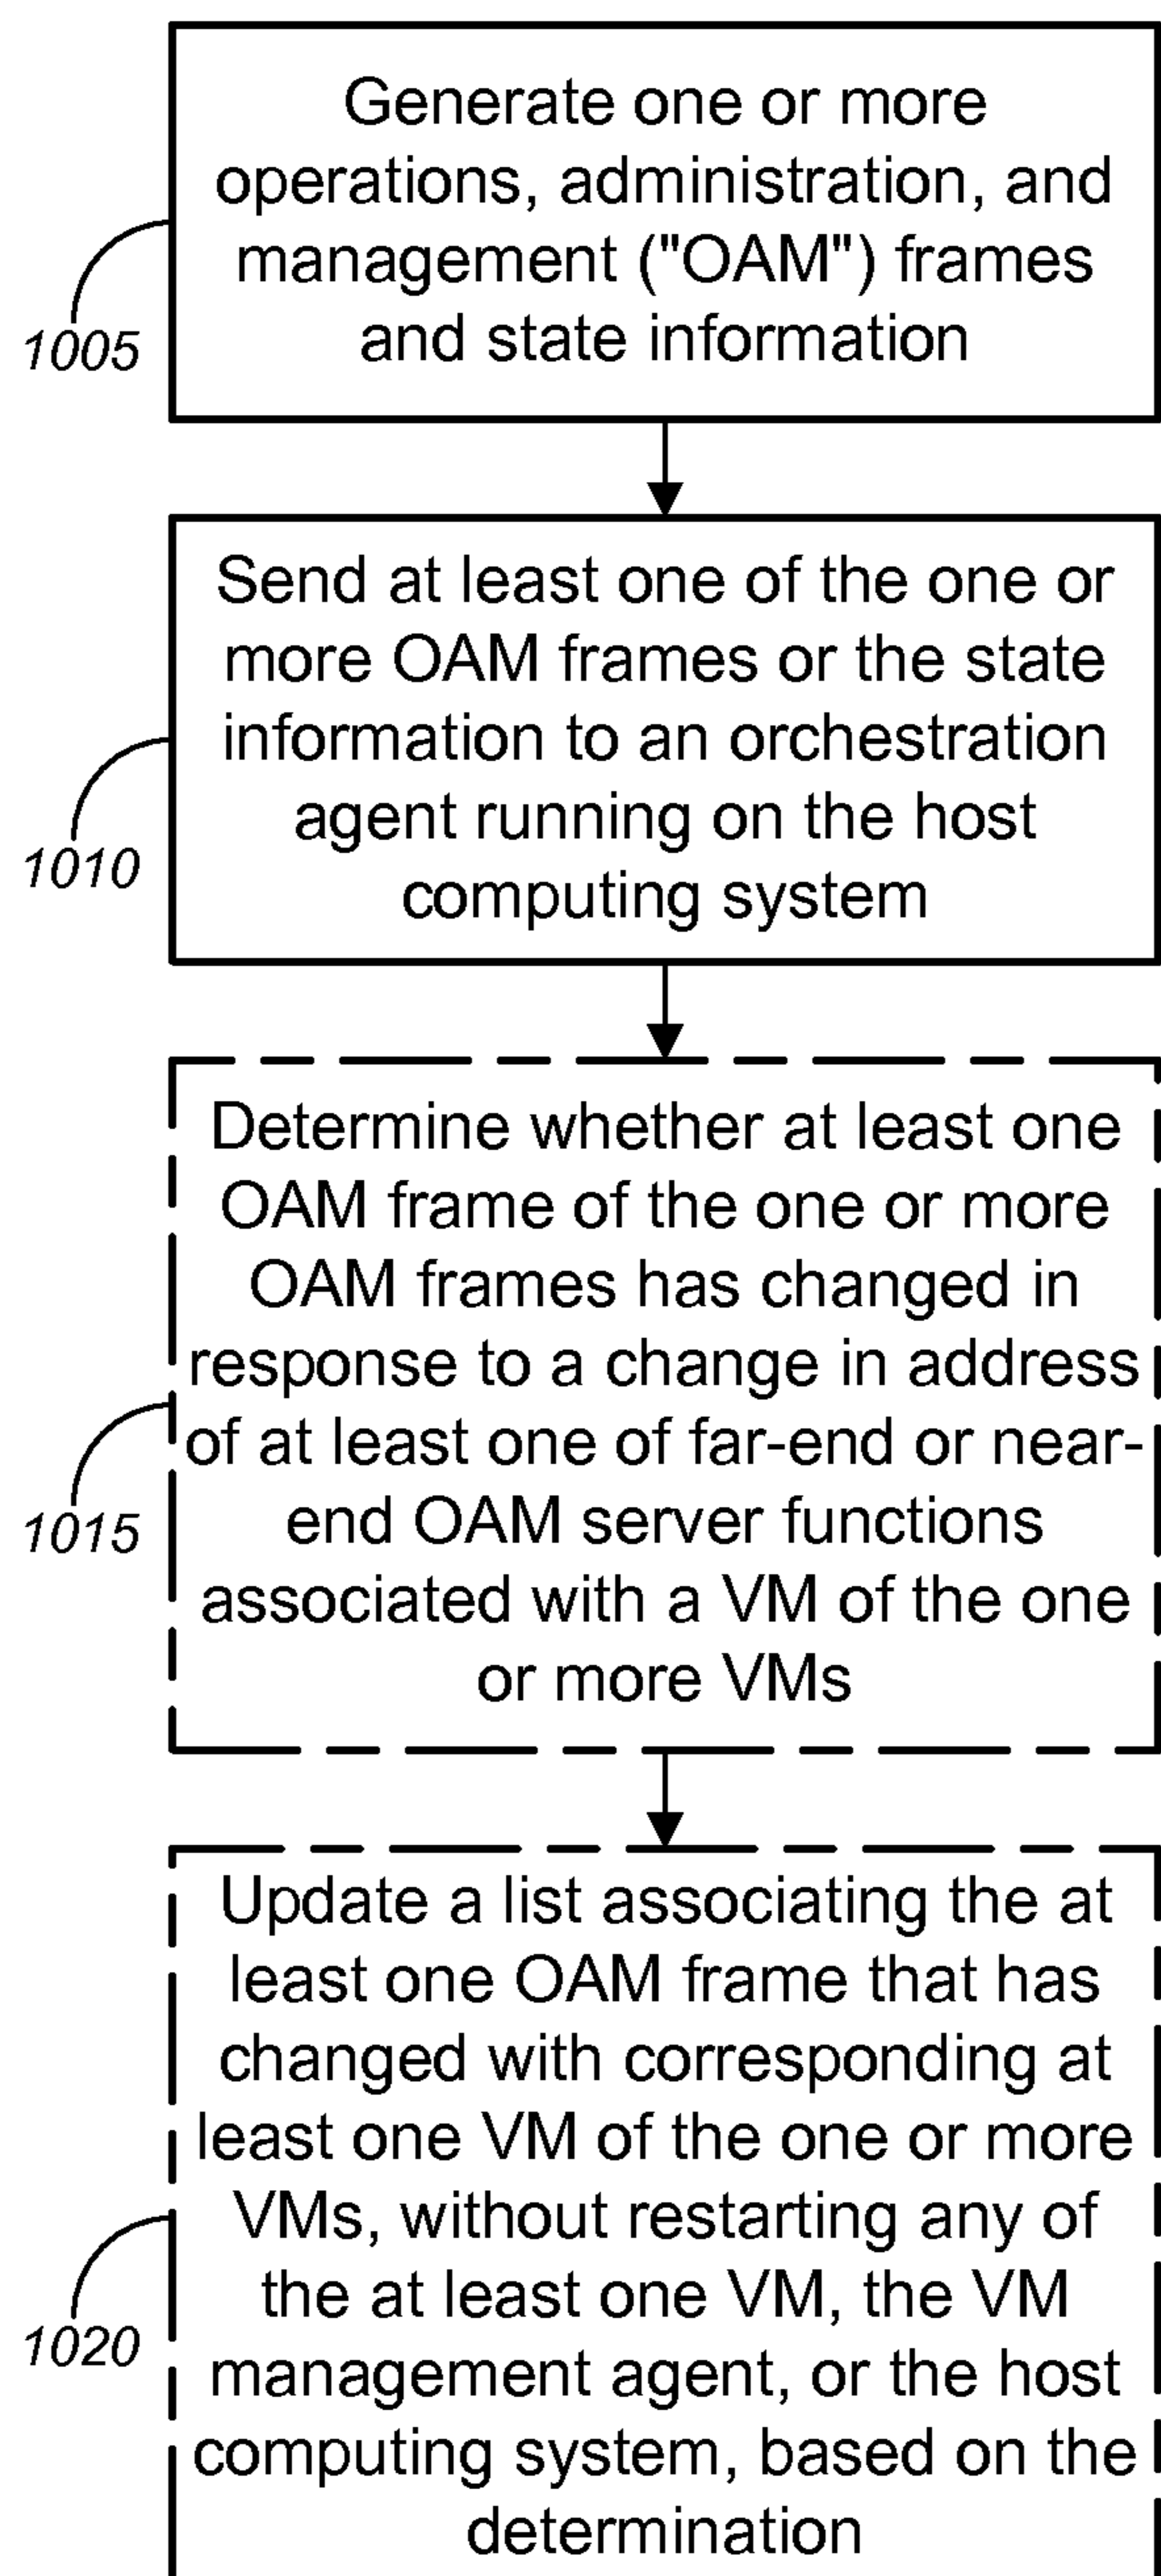 Generate one or more
operations, administration, and
management ("OAM") frames
and state information
1005
Send at least one of the one or
more OAM frames or the state
information to an orchestration
agent running on the host
computing system
1010
Determine whether at least one
OAM frame of the one or more
OAM frames has changed in
response to a change in address
of at least one of far-end or near-
end OAM server functions
associated with a VM of the one
or more VMs
1015
Update a list associating the at
least one OAM frame that has
changed with corresponding at
least one VM of the one or more
VMs, without restarting any of
the at least one VM, the VM
management agent, or the host
computing system, based on the
determination
1020